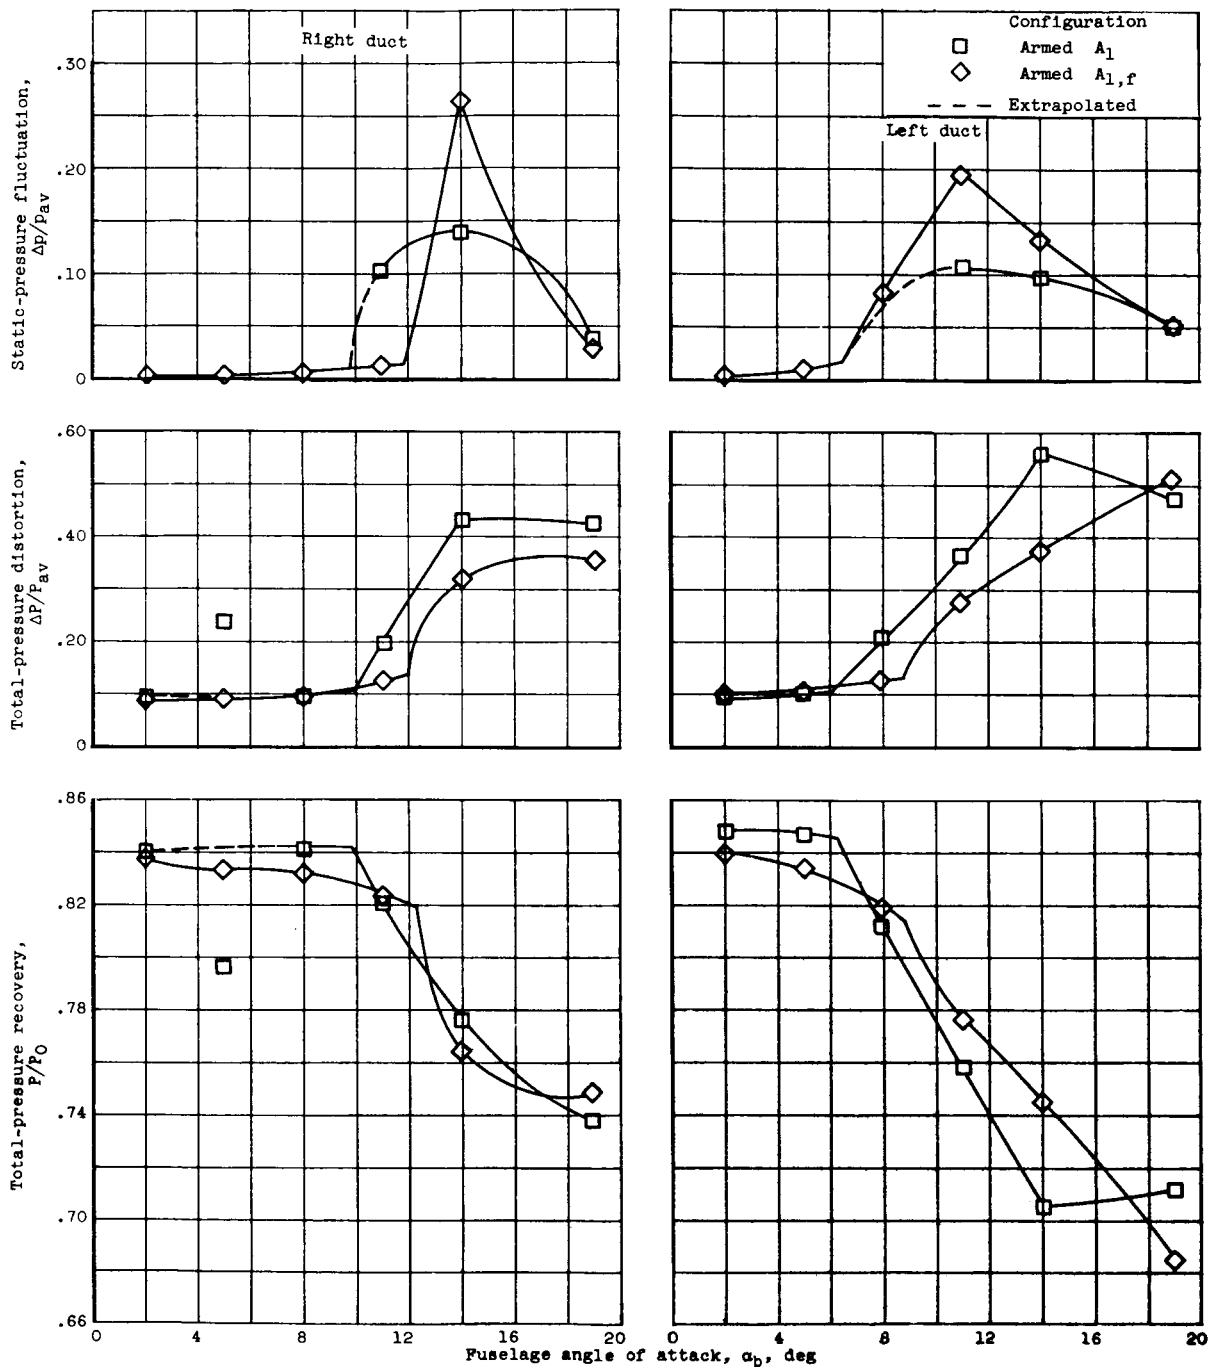 Right duct
Configuration
Armed A1
Armed A1,f
Extrapolated
Left duct
Static-pressure fluctuation,
Δp/pav
.30
.20
.10
0
Total-pressure distortion,
ΔP/Pav
.60
.40
.20
0
Total-pressure recovery,
P/P0
.86
.82
.78
.74
.70
.66
0 4 8 12 16 20
0 4 8 12 16 20
Fuselage angle of attack, αb, deg